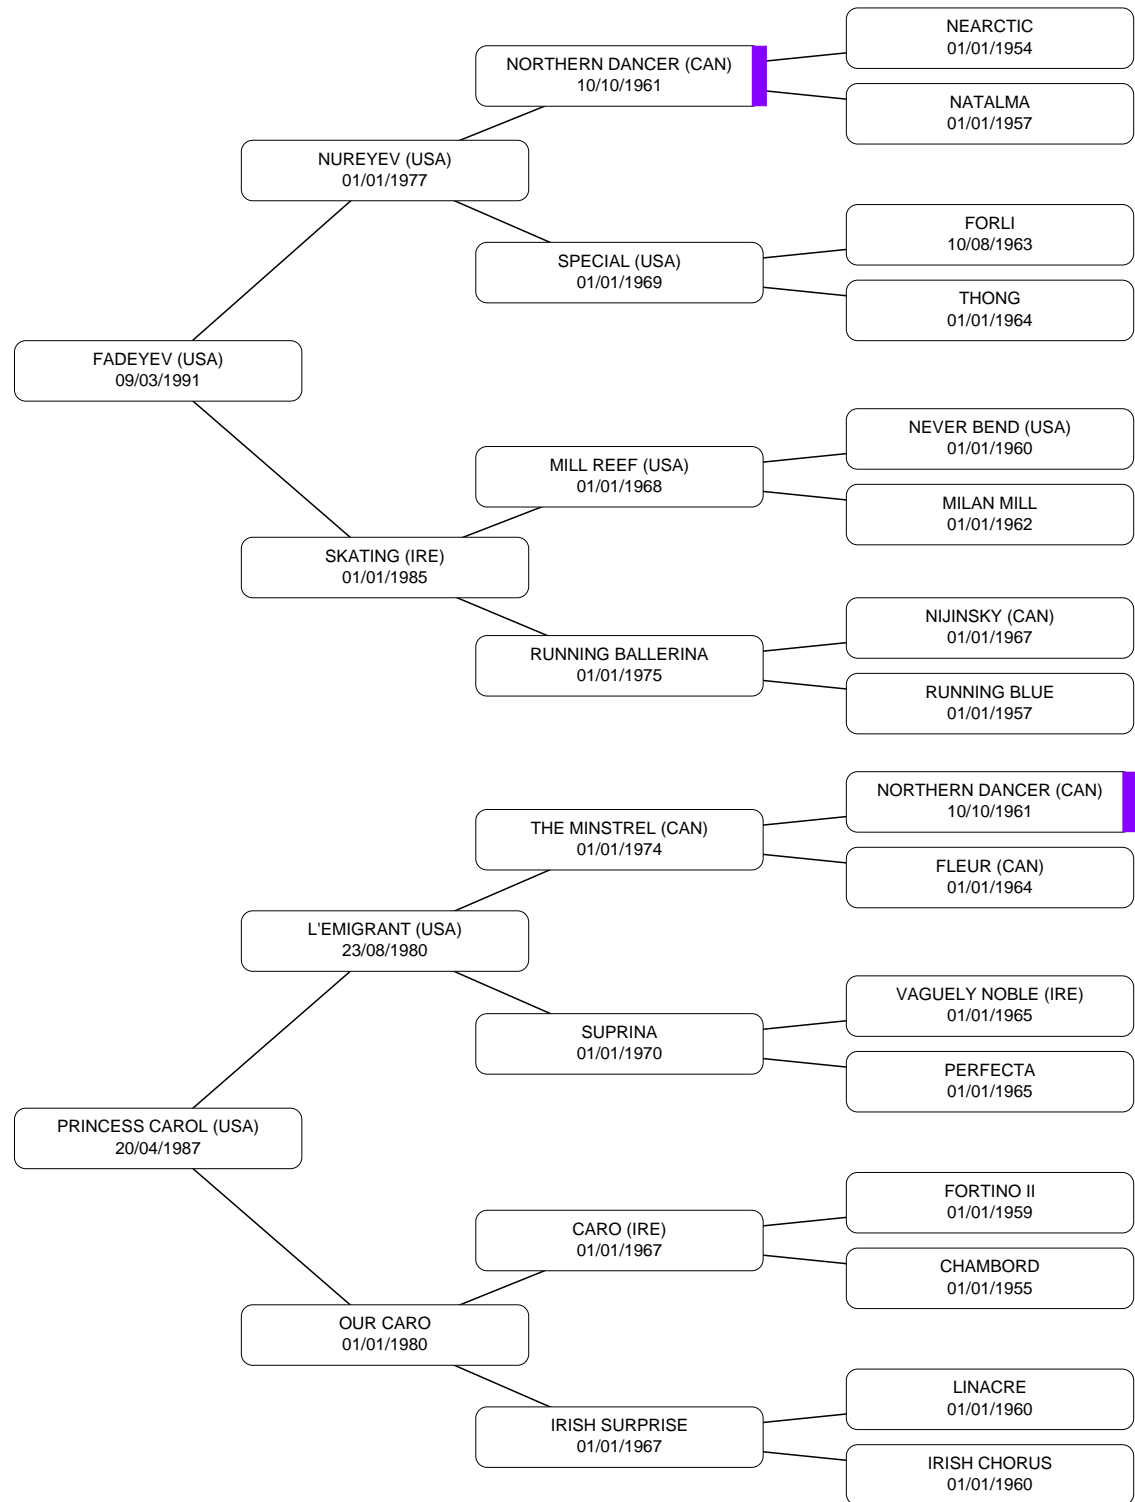 NEARCTIC
01/01/1954
NORTHERN DANCER (CAN)
10/10/1961
NATALMA
01/01/1957
NUREYEV (USA)
01/01/1977
FORLI
10/08/1963
SPECIAL (USA)
01/01/1969
THONG
01/01/1964
FADEYEV (USA)
09/03/1991
NEVER BEND (USA)
01/01/1960
MILL REEF (USA)
01/01/1968
MILAN MILL
01/01/1962
SKATING (IRE)
01/01/1985
NIJINSKY (CAN)
01/01/1967
RUNNING BALLERINA
01/01/1975
RUNNING BLUE
01/01/1957
NORTHERN DANCER (CAN)
10/10/1961
THE MINSTREL (CAN)
01/01/1974
FLEUR (CAN)
01/01/1964
L'EMIGRANT (USA)
23/08/1980
VAGUELY NOBLE (IRE)
01/01/1965
SUPRINA
01/01/1970
PERFECTA
01/01/1965
PRINCESS CAROL (USA)
20/04/1987
FORTINO II
01/01/1959
CARO (IRE)
01/01/1967
CHAMBORD
01/01/1955
OUR CARO
01/01/1980
LINACRE
01/01/1960
IRISH SURPRISE
01/01/1967
IRISH CHORUS
01/01/1960